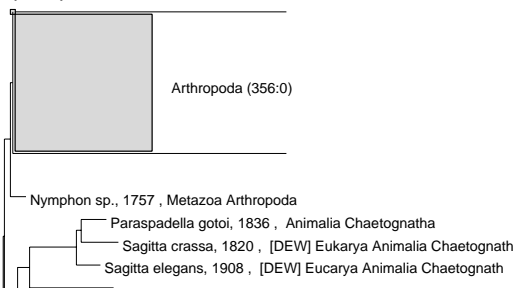 Arthropoda (356:0)
Nymphon sp., 1757 , Metazoa Arthropoda
Paraspadella gotoi, 1836 , Animalia Chaetognatha
Sagitta crassa, 1820 , [DEW] Eukarya Animalia Chaetognath
Sagitta elegans, 1908 , [DEW] Eucarya Animalia Chaetognath